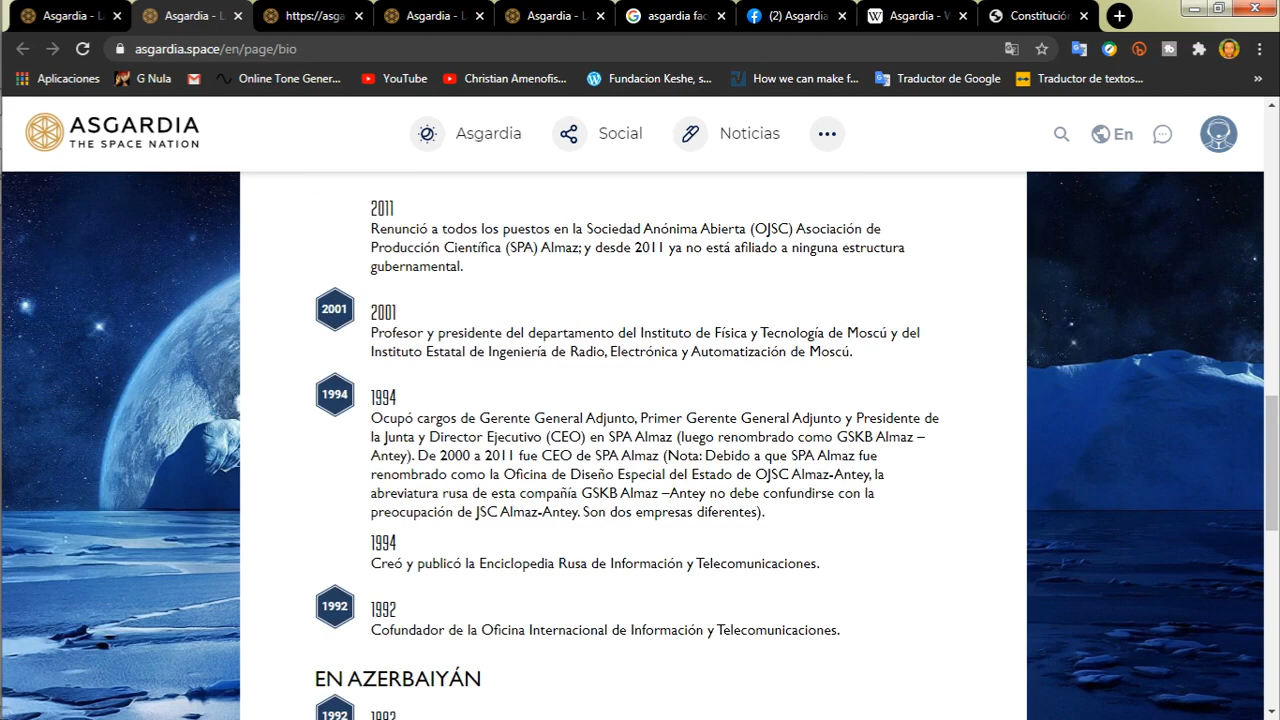 Asgardia - L
Asgardia - L
https://asga
Asgardia - L
Asgardia - L
asgardia fac
(2) Asgardia
Asgardia - W
Constitución
asgardia.space/en/page/bio
Aplicaciones
G Nula
Online Tone Gener...
YouTube
Christian Amenofis...
Fundacion Keshe, s...
How we can make f...
Traductor de Google
Traductor de textos...
»
ASGARDIA
THE SPACE NATION
Asgardia
Social
Noticias
En
2011
Renunció a todos los puestos en la Sociedad Anónima Abierta (OJSC) Asociación de
Producción Científica (SPA) Almaz; y desde 2011 ya no está afiliado a ninguna estructura
gubernamental.
2001
2001
Profesor y presidente del departamento del Instituto de Física y Tecnología de Moscú y del
Instituto Estatal de Ingeniería de Radio, Electrónica y Automatización de Moscú.
1994
1994
Ocupó cargos de Gerente General Adjunto, Primer Gerente General Adjunto y Presidente de
la Junta y Director Ejecutivo (CEO) en SPA Almaz (luego renombrado como GSKB Almaz –
Antey). De 2000 a 2011 fue CEO de SPA Almaz (Nota: Debido a que SPA Almaz fue
renombrado como la Oficina de Diseño Especial del Estado de OJSC Almaz-Antey, la
abreviatura rusa de esta compañía GSKB Almaz –Antey no debe confundirse con la
preocupación de JSC Almaz-Antey. Son dos empresas diferentes).
1994
Creó y publicó la Enciclopedia Rusa de Información y Telecomunicaciones.
1992
1992
Cofundador de la Oficina Internacional de Información y Telecomunicaciones.
EN AZERBAIYÁN
1992
1992